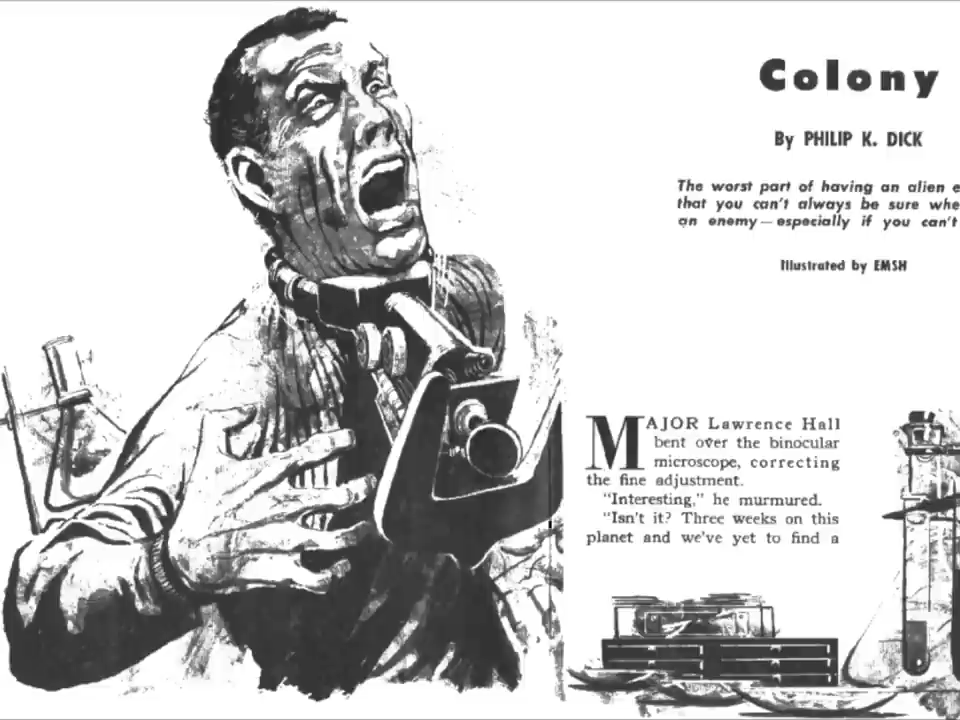 Colony
By PHILIP K. DICK
The worst part of having an alien
that you can't always be sure
an enemy—especially if you can't
Illustrated by EMSH
MAJOR Lawrence Hall
bent over the binocular
microscope, correcting
the fine adjustment.
"Interesting," he murmured.
"Isn't it? Three weeks on this
planet and we've yet to find a